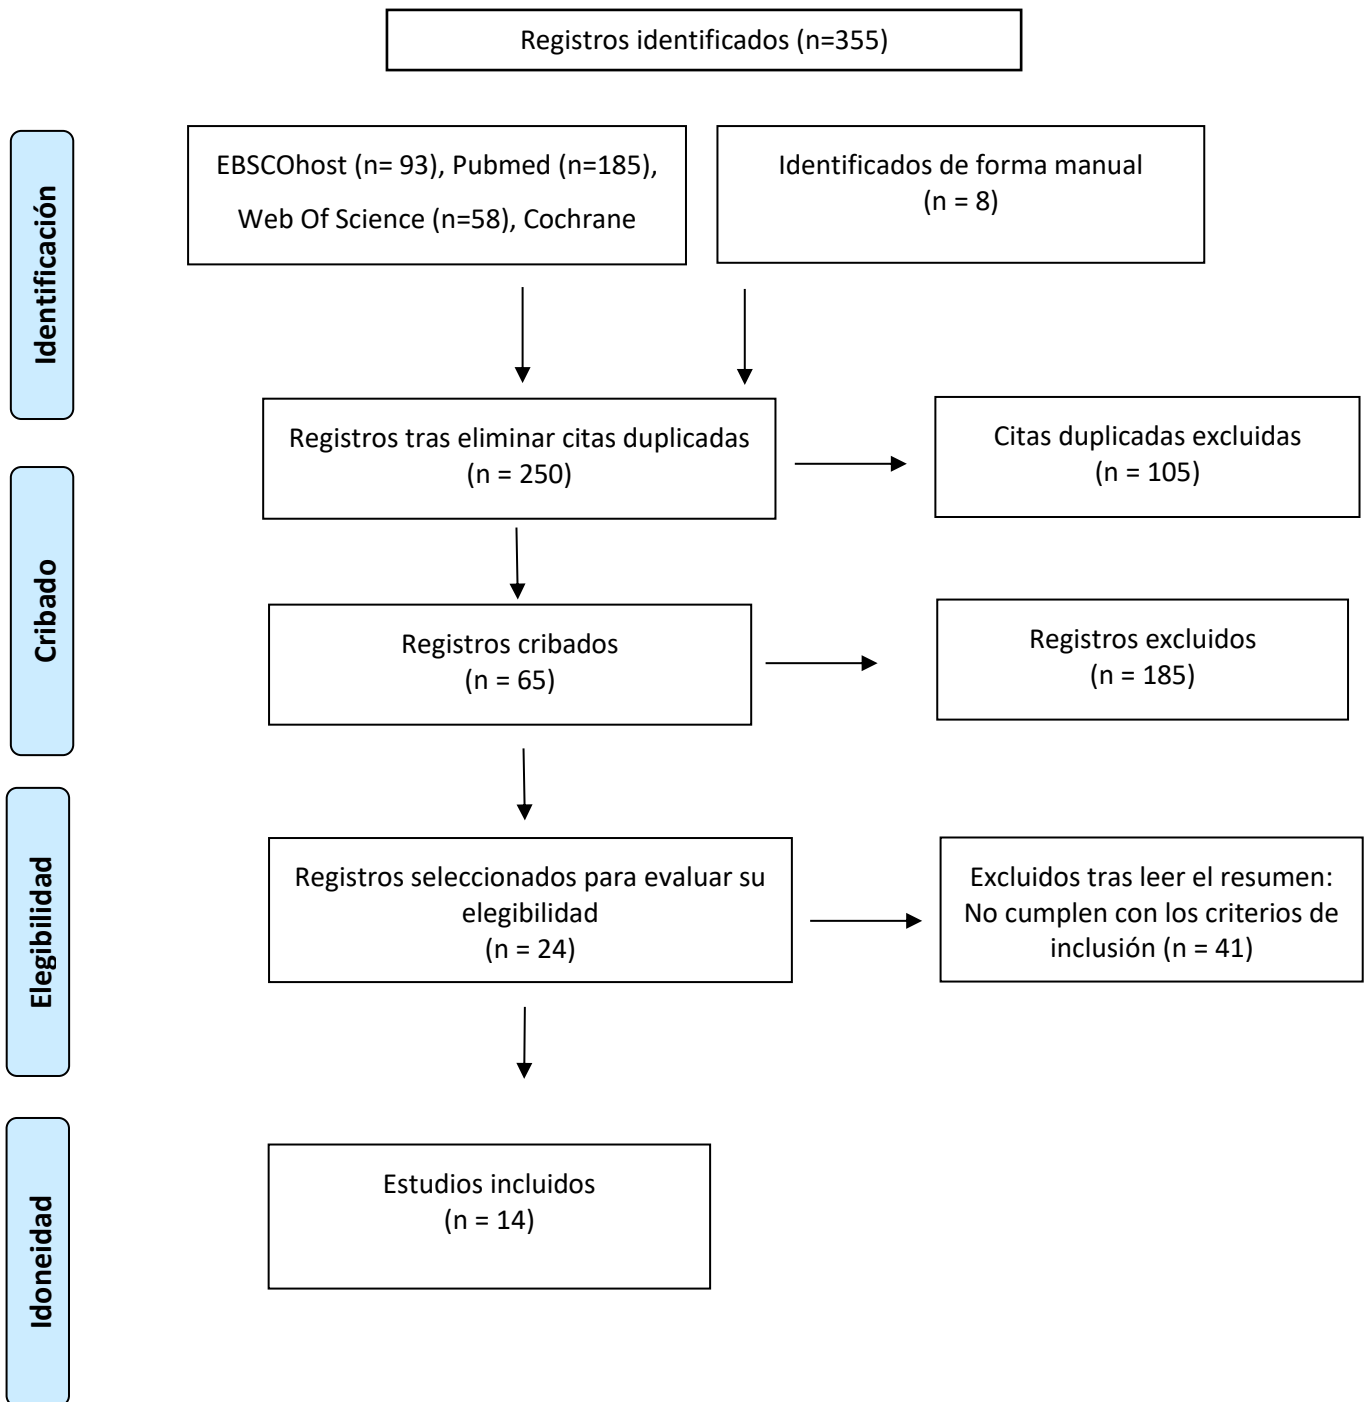 Registros identificados (n=355)
Identificación
EBSCOhost (n= 93), Pubmed (n=185),
Web Of Science (n=58), Cochrane
Identificados de forma manual
(n = 8)
Registros tras eliminar citas duplicadas
(n = 250)
Citas duplicadas excluidas
(n = 105)
Cribado
Registros cribados
(n = 65)
Registros excluidos
(n = 185)
Elegibilidad
Registros seleccionados para evaluar su
elegibilidad
(n = 24)
Excluidos tras leer el resumen:
No cumplen con los criterios de
inclusión (n = 41)
Idoneidad
Estudios incluidos
(n = 14)